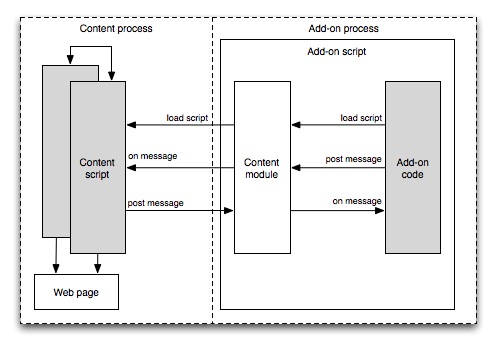 Content process
Add-on process
Add-on script
load script
load script
on message
post message
Content
script
Content
module
Add-on
code
post message
on message
Web page